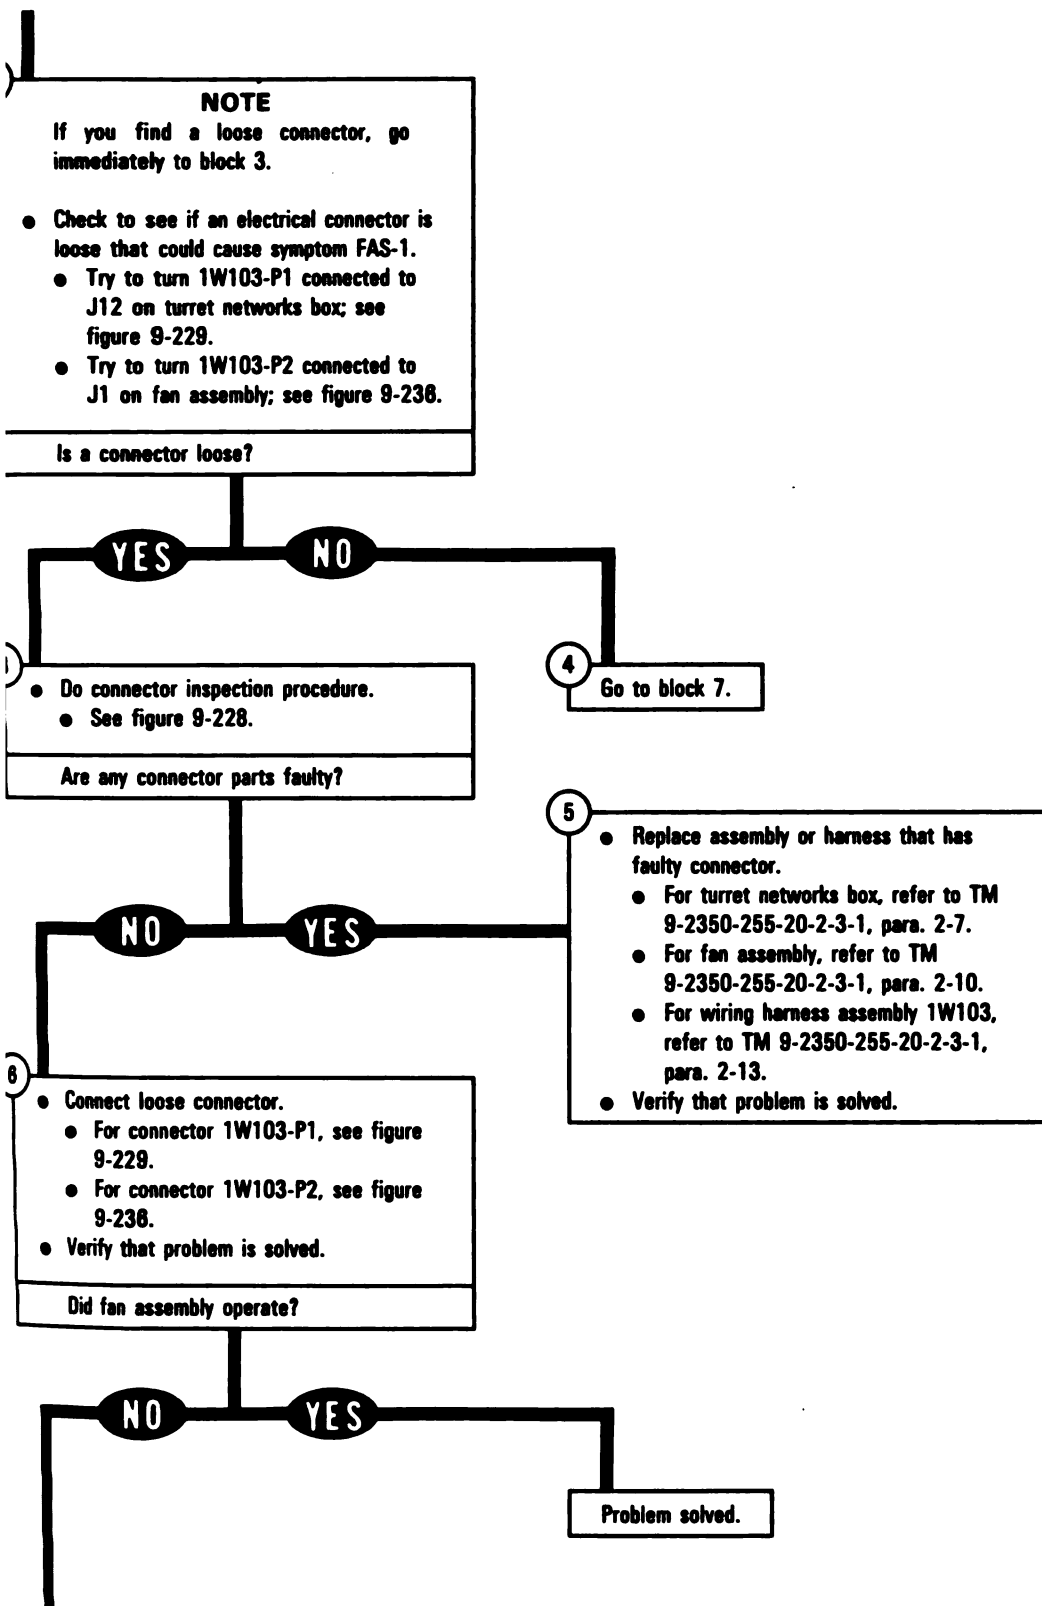 NOTE
If you find a loose connector, go
immediately to block 3.
● Check to see if an electrical connector is
loose that could cause symptom FAS-1.
● Try to turn 1W103-P1 connected to
J12 on turret networks box; see
figure 9-229.
● Try to turn 1W103-P2 connected to
J1 on fan assembly; see figure 9-236.
Is a connector loose?
YES
NO
● Do connector inspection procedure.
● See figure 9-228.
Are any connector parts faulty?
4
Go to block 7.
NO
YES
5
● Replace assembly or harness that has
faulty connector.
● For turret networks box, refer to TM
9-2350-255-20-2-3-1, para. 2-7.
● For fan assembly, refer to TM
9-2350-255-20-2-3-1, para. 2-10.
● For wiring harness assembly 1W103,
refer to TM 9-2350-255-20-2-3-1,
para. 2-13.
● Verify that problem is solved.
6
● Connect loose connector.
● For connector 1W103-P1, see figure
9-229.
● For connector 1W103-P2, see figure
9-236.
● Verify that problem is solved.
Did fan assembly operate?
NO
YES
Problem solved.